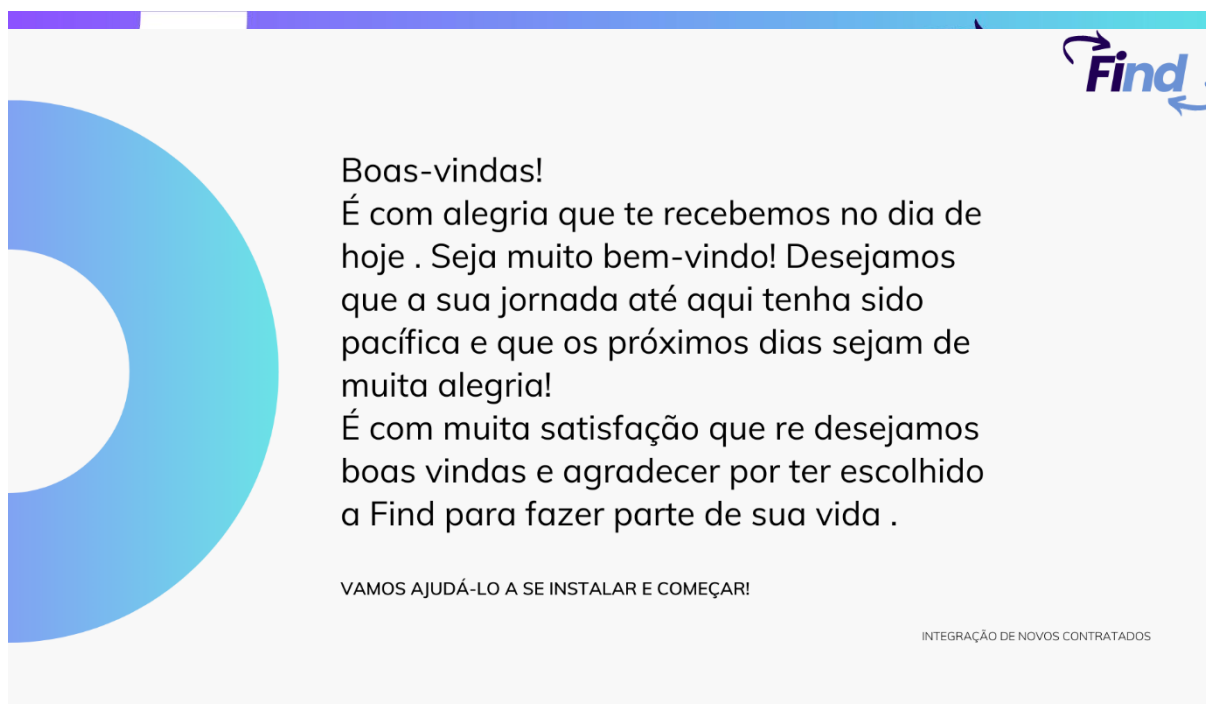 Find
Boas-vindas!
É com alegria que te recebemos no dia de
hoje . Seja muito bem-vindo! Desejamos
que a sua jornada até aqui tenha sido
pacífica e que os próximos dias sejam de
muita alegria!
É com muita satisfação que re desejamos
boas vindas e agradecer por ter escolhido
a Find para fazer parte de sua vida .
VAMOS AJUDÁ-LO A SE INSTALAR E COMEÇAR!
INTEGRAÇÃO DE NOVOS CONTRATADOS